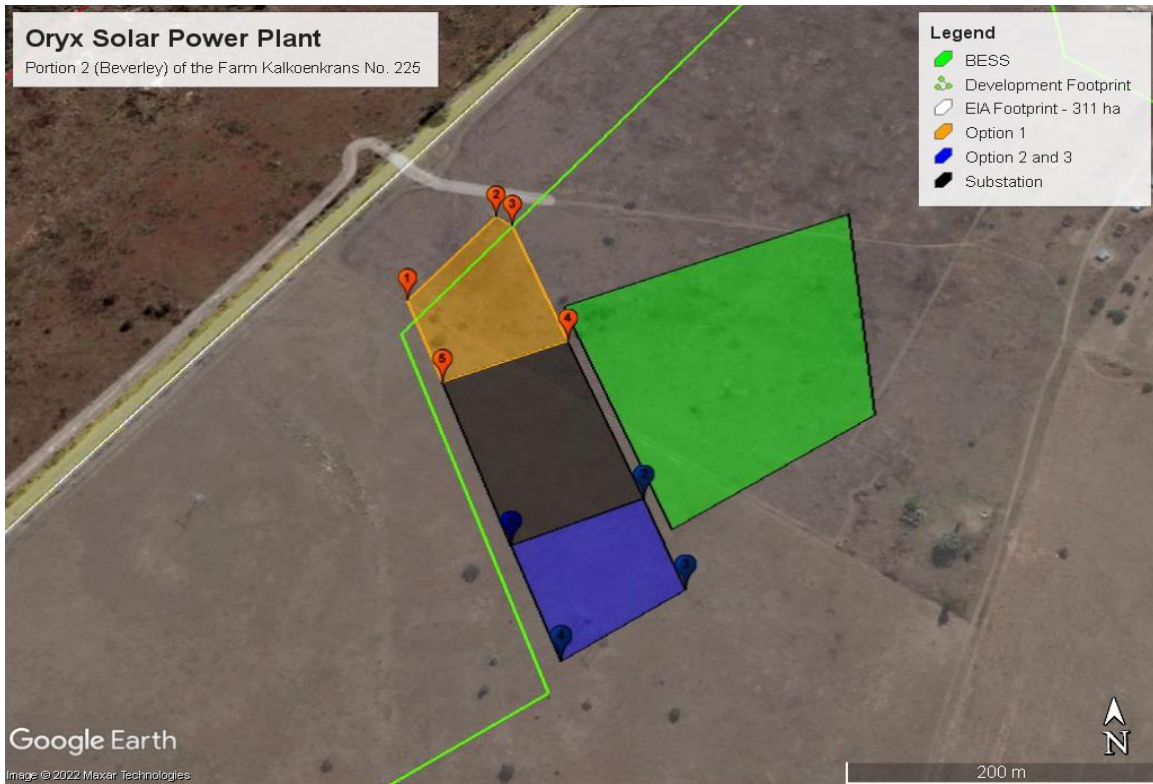 Oryx Solar Power Plant
Portion 2 (Beverley) of the Farm Kalkoenkrans No. 225
Legend
BESS
Development Footprint
EIA Footprint - 311 ha
Option 1
Option 2 and 3
Substation
2
3
1
4
5
2
3
4
Google Earth
Image © 2022 Maxar Technologies
N
200 m